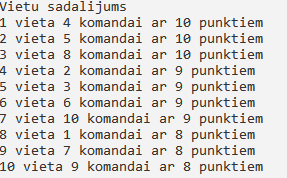 Vietu sadalijums
1 vieta 4 komandai ar 10 punktiem
2 vieta 5 komandai ar 10 punktiem
3 vieta 8 komandai ar 10 punktiem
4 vieta 2 komandai ar 9 punktiem
5 vieta 3 komandai ar 9 punktiem
6 vieta 6 komandai ar 9 punktiem
7 vieta 10 komandai ar 9 punktiem
8 vieta 1 komandai ar 8 punktiem
9 vieta 7 komandai ar 8 punktiem
10 vieta 9 komandai ar 8 punktiem